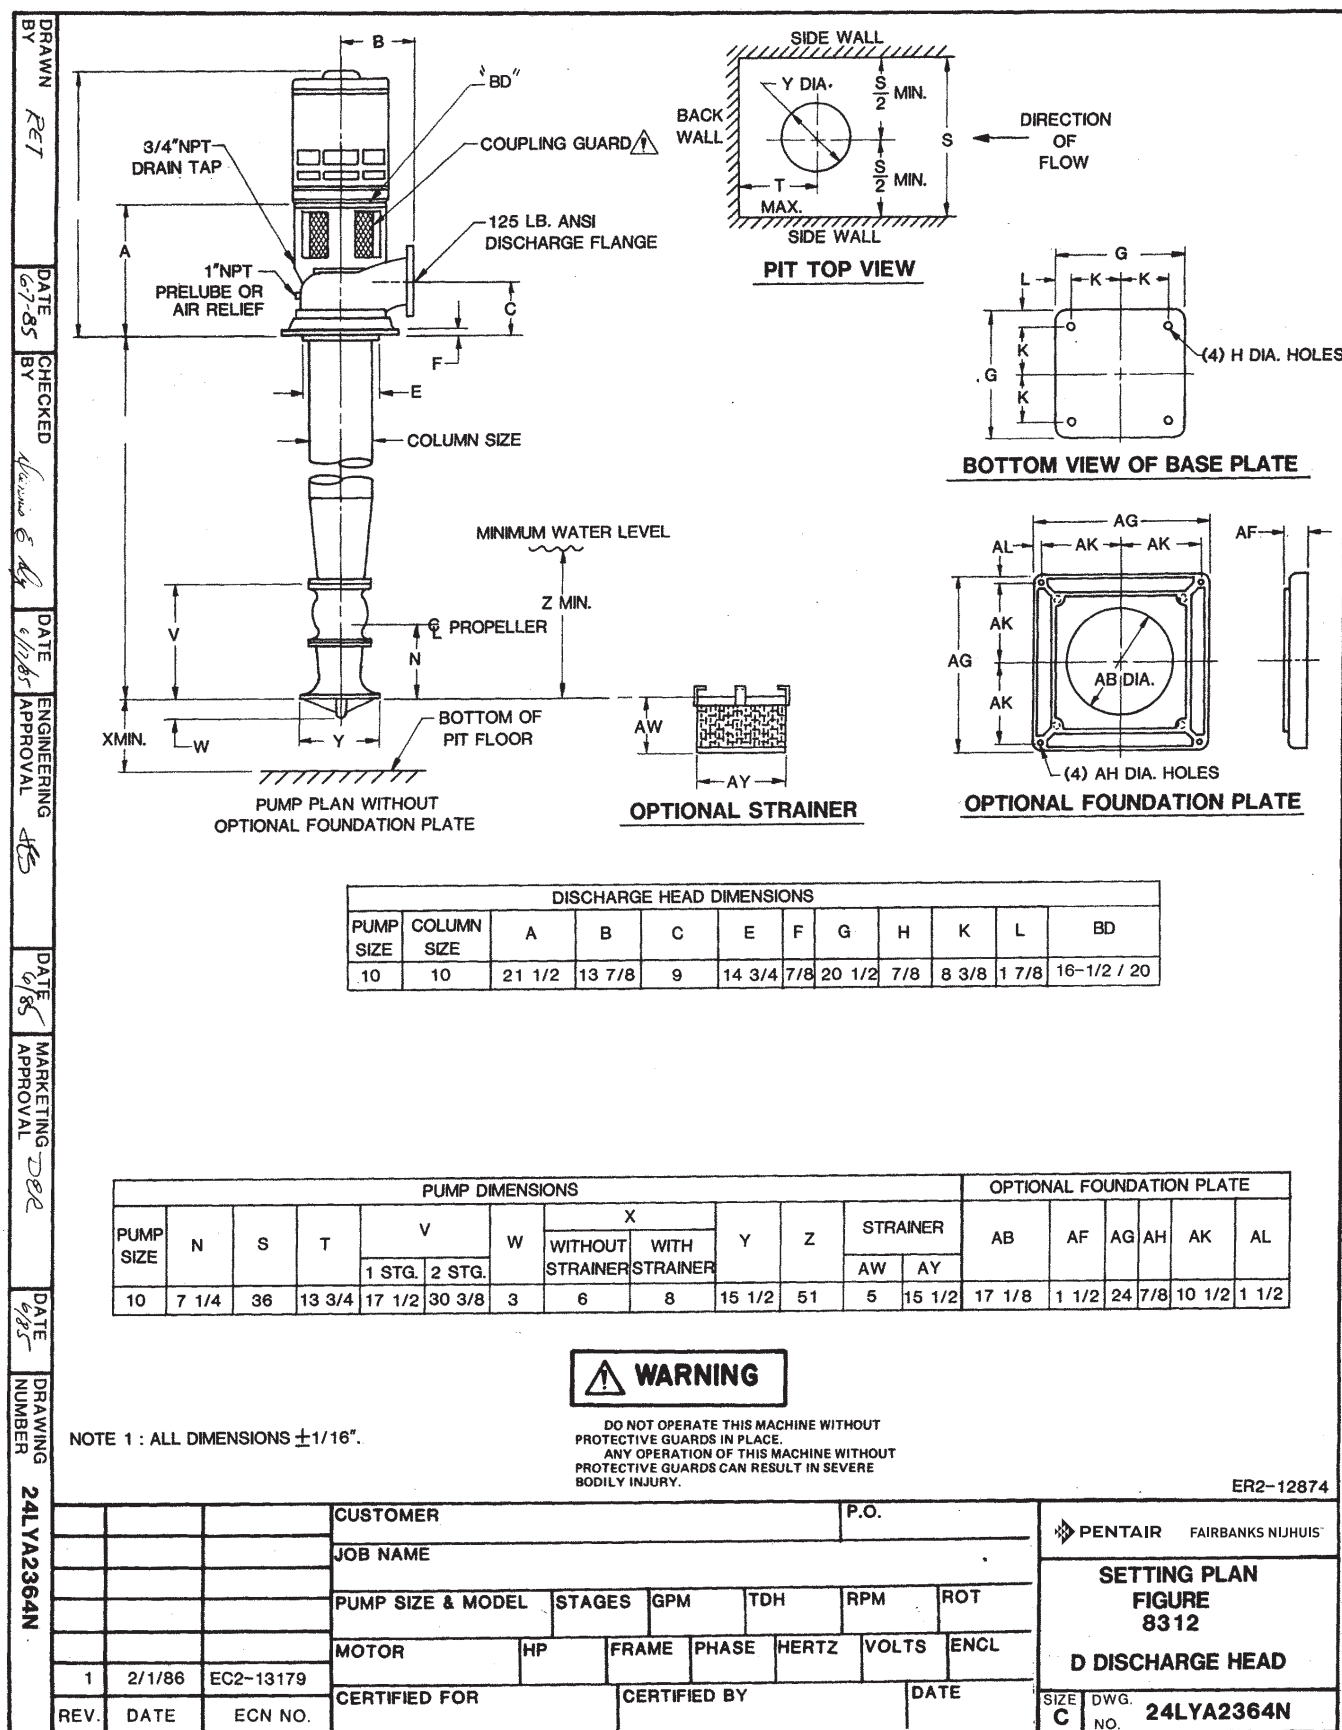 B
"BD"
COUPLING GUARD
3/4"NPT
DRAIN TAP
125 LB. ANSI
DISCHARGE FLANGE
A
1"NPT
PRELUBE OR
AIR RELIEF
C
F
E
COLUMN SIZE
MINIMUM WATER LEVEL
Z MIN.
V
℄ PROPELLER
N
XMIN.
W
Y
BOTTOM OF
PIT FLOOR
PUMP PLAN WITHOUT
OPTIONAL FOUNDATION PLATE
SIDE WALL
Y DIA.
S/2 MIN.
BACK
WALL
S
DIRECTION
OF
FLOW
S/2 MIN.
T
MAX.
SIDE WALL
PIT TOP VIEW
G
L K K
K
G
K
(4) H DIA. HOLES
BOTTOM VIEW OF BASE PLATE
AW
AY
OPTIONAL STRAINER
AG
AF
AL AK AK
AK
AG
AB DIA.
AK
(4) AH DIA. HOLES
OPTIONAL FOUNDATION PLATE
DISCHARGE HEAD DIMENSIONS
PUMP SIZE COLUMN SIZE A B C E F G H K L BD
10 10 21 1/2 13 7/8 9 14 3/4 7/8 20 1/2 7/8 8 3/8 1 7/8 16-1/2 / 20
PUMP DIMENSIONS OPTIONAL FOUNDATION PLATE
PUMP SIZE N S T V W X Y Z STRAINER AB AF AG AH AK AL
1 STG. 2 STG. WITHOUT STRAINER WITH STRAINER AW AY
10 7 1/4 36 13 3/4 17 1/2 30 3/8 3 6 8 15 1/2 51 5 15 1/2 17 1/8 1 1/2 24 7/8 10 1/2 1 1/2
WARNING
DO NOT OPERATE THIS MACHINE WITHOUT
PROTECTIVE GUARDS IN PLACE.
ANY OPERATION OF THIS MACHINE WITHOUT
PROTECTIVE GUARDS CAN RESULT IN SEVERE
BODILY INJURY.
NOTE 1 : ALL DIMENSIONS ±1/16".
ER2-12874
CUSTOMER P.O.
JOB NAME
PUMP SIZE & MODEL STAGES GPM TDH RPM ROT
MOTOR HP FRAME PHASE HERTZ VOLTS ENCL
CERTIFIED FOR CERTIFIED BY DATE
1 2/1/86 EC2-13179
REV. DATE ECN NO.
PENTAIR FAIRBANKS NIJHUIS™
SETTING PLAN
FIGURE
8312
D DISCHARGE HEAD
SIZE C DWG. NO. 24LYA2364N
DRAWN BY RET
DATE 6-7-85
CHECKED BY
DATE 6/17/85
ENGINEERING APPROVAL
DATE 6/85
MARKETING APPROVAL DER
DATE 6/85
DRAWING NUMBER 24LYA2364N